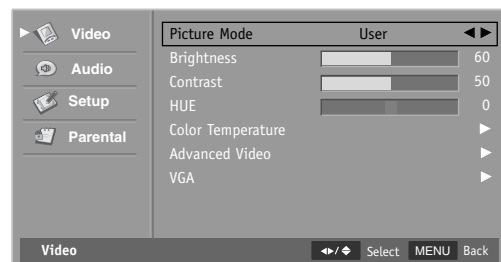 Video
Audio
Setup
Parental
Picture Mode User
Brightness 60
Contrast 50
HUE 0
Color Temperature
Advanced Video
VGA
Video Select MENU Back